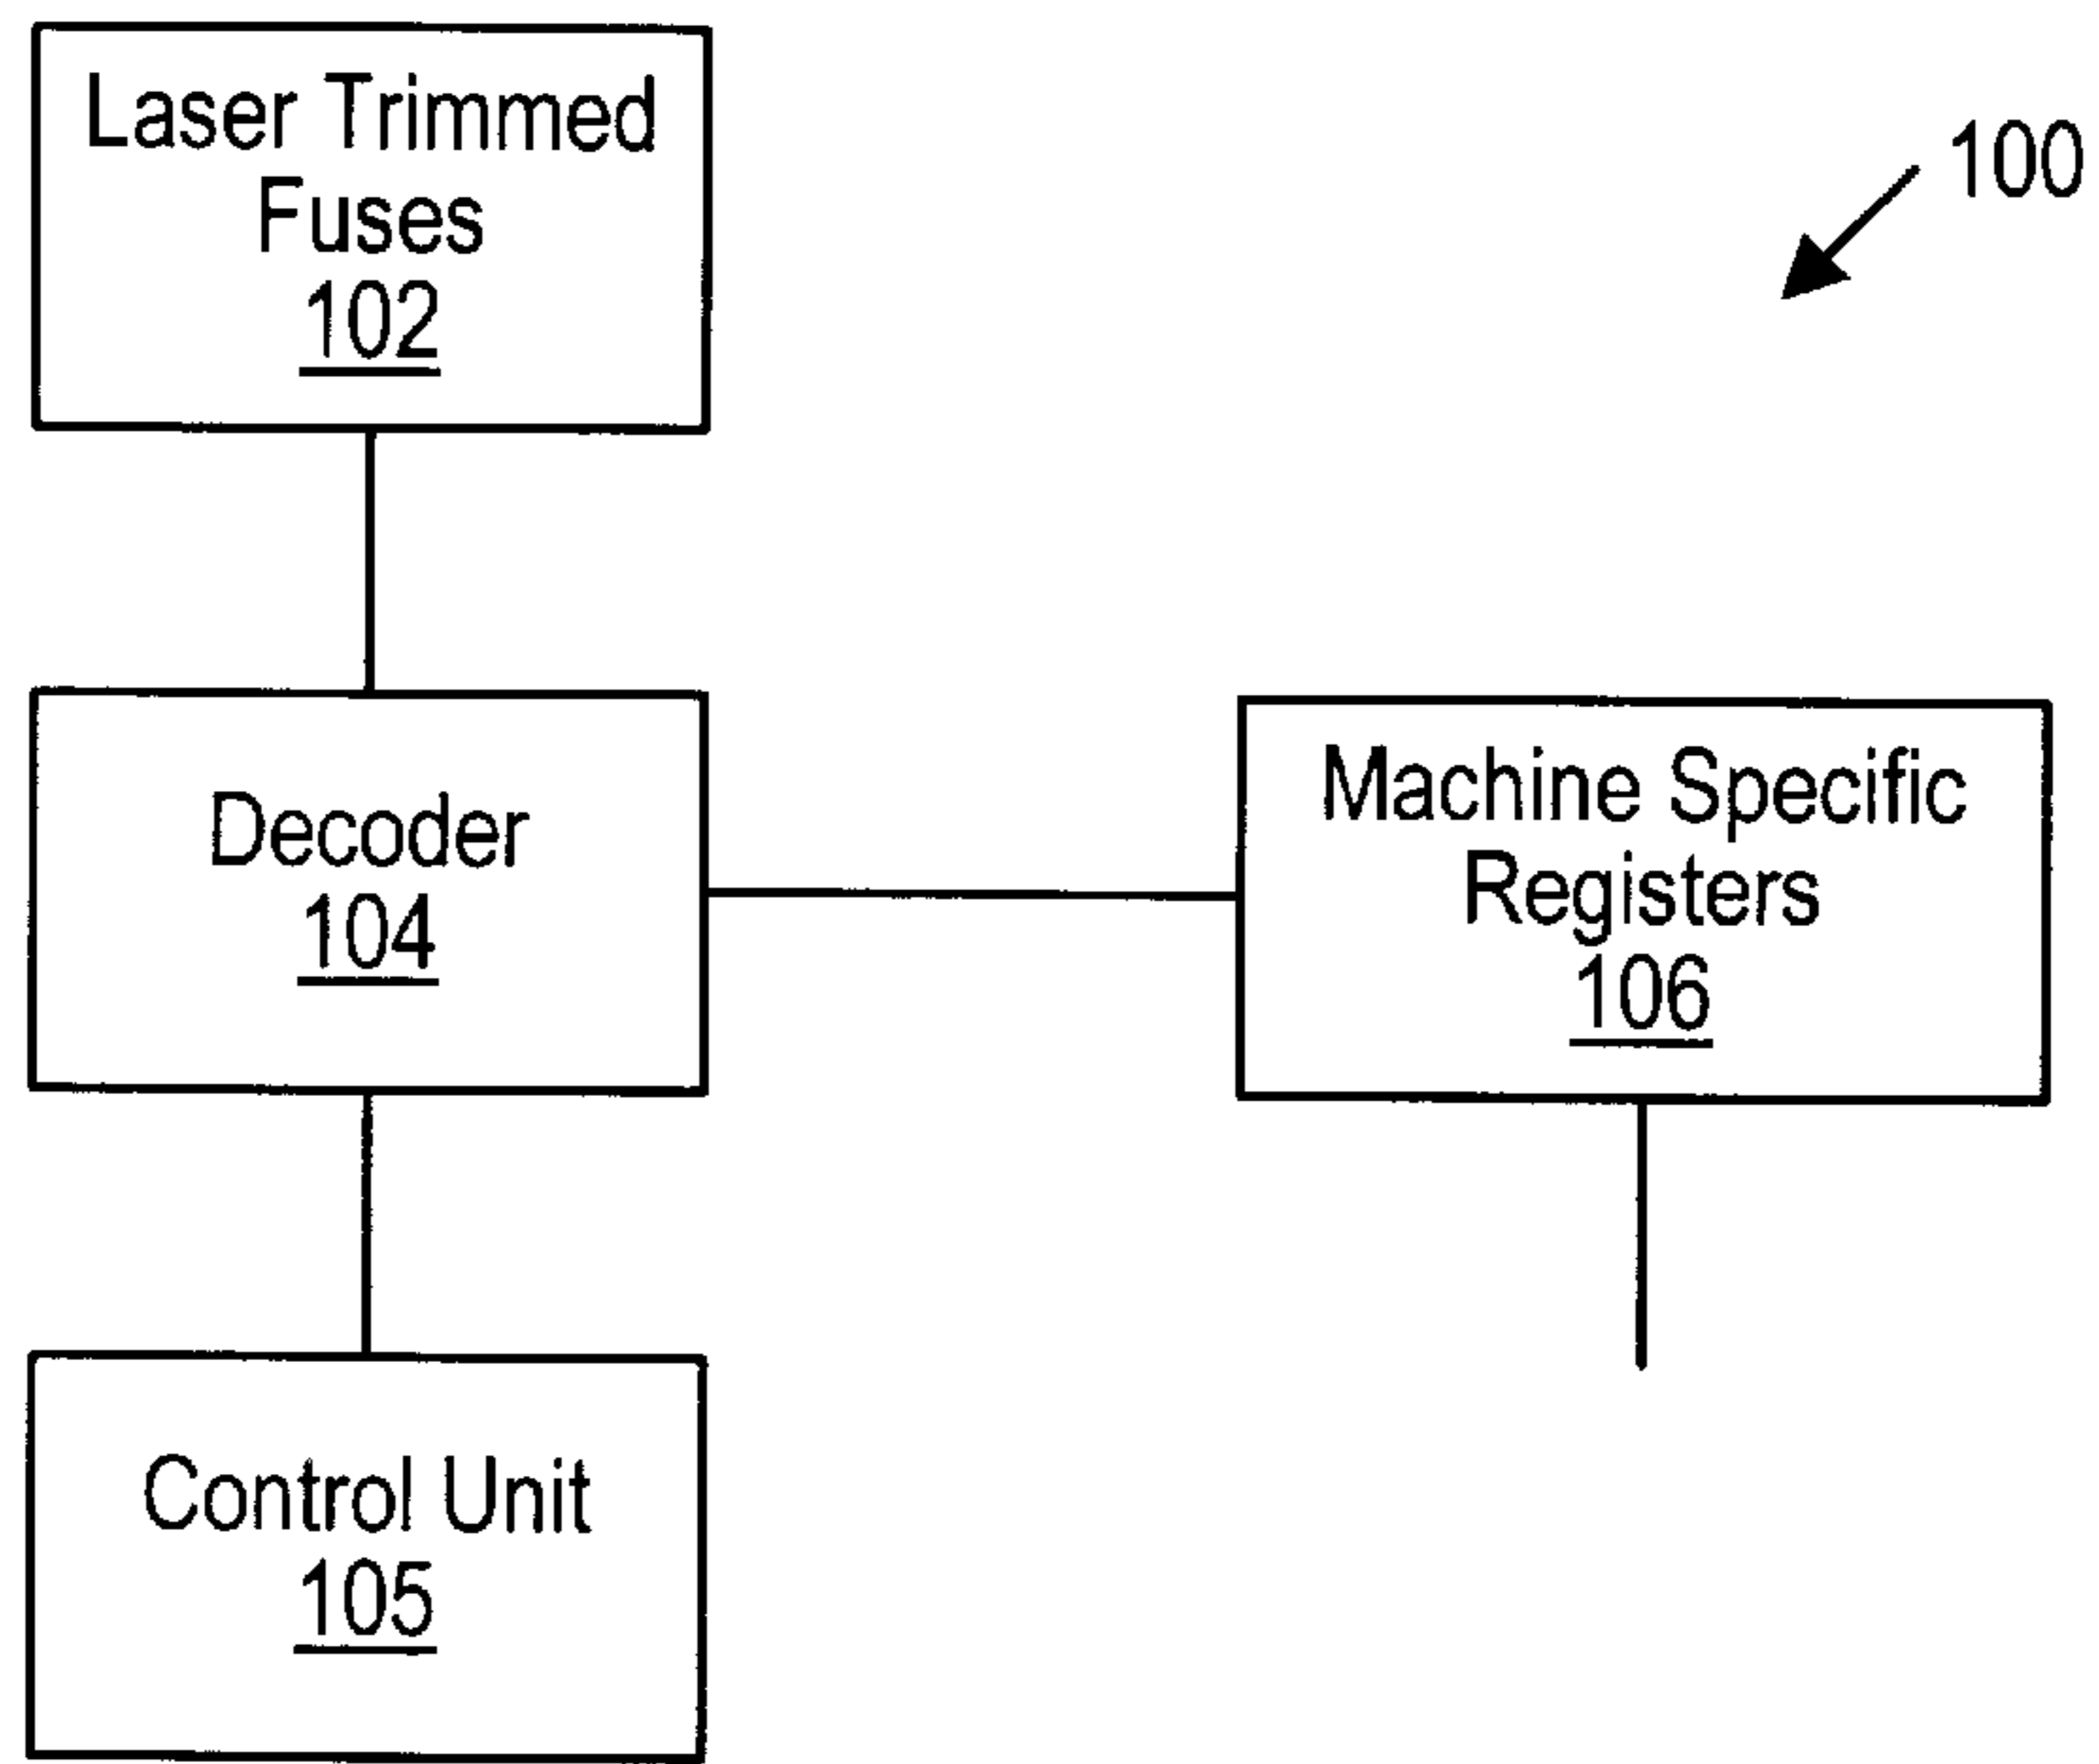 Laser Trimmed
Fuses
102
100
Decoder
104
Machine Specific
Registers
106
Control Unit
105